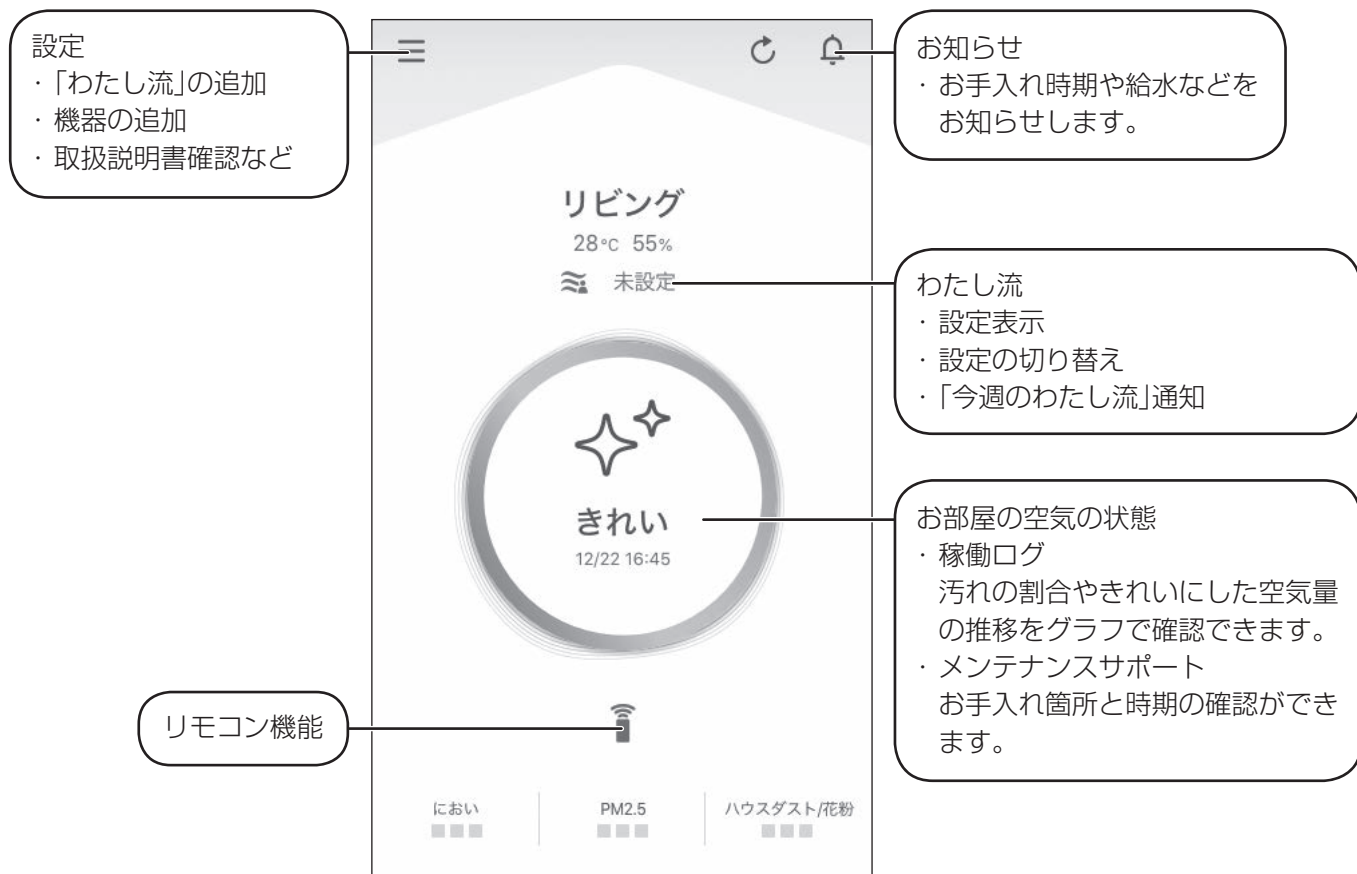 設定
・「わたし流」の追加
・機器の追加
・取扱説明書確認など
お知らせ
・お手入れ時期や給水などを
お知らせします。
リビング
28℃ 55%
未設定
わたし流
・設定表示
・設定の切り替え
・「今週のわたし流」通知
きれい
12/22 16:45
お部屋の空気の状態
・稼働ログ
汚れの割合やきれいにした空気量
の推移をグラフで確認できます。
・メンテナンスサポート
お手入れ箇所と時期の確認ができ
ます。
リモコン機能
におい
PM2.5
ハウスダスト/花粉